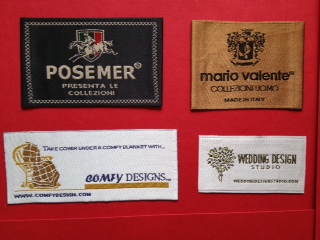 POSEMER®
PRESENTA LE
COLLEZIONI
mario valente
COLLEZIONI UOMO
MADE IN ITALY
TAKE COVER UNDER A COMFY BLANKET WITH...
COMFY DESIGNS
WWW.COMFYDESIGN.COM
WEDDING DESIGN
STUDIO